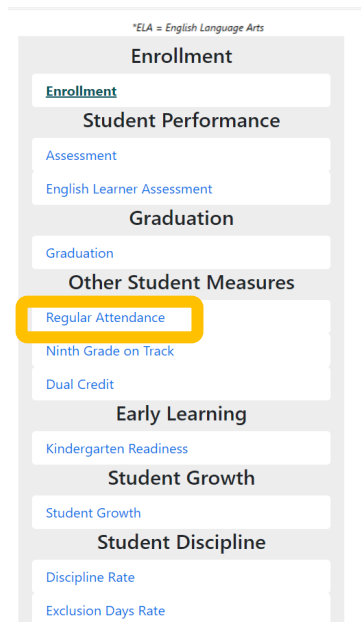 *ELA = English Language Arts
Enrollment
Enrollment
Student Performance
Assessment
English Learner Assessment
Graduation
Graduation
Other Student Measures
Regular Attendance
Ninth Grade on Track
Dual Credit
Early Learning
Kindergarten Readiness
Student Growth
Student Growth
Student Discipline
Discipline Rate
Exclusion Days Rate